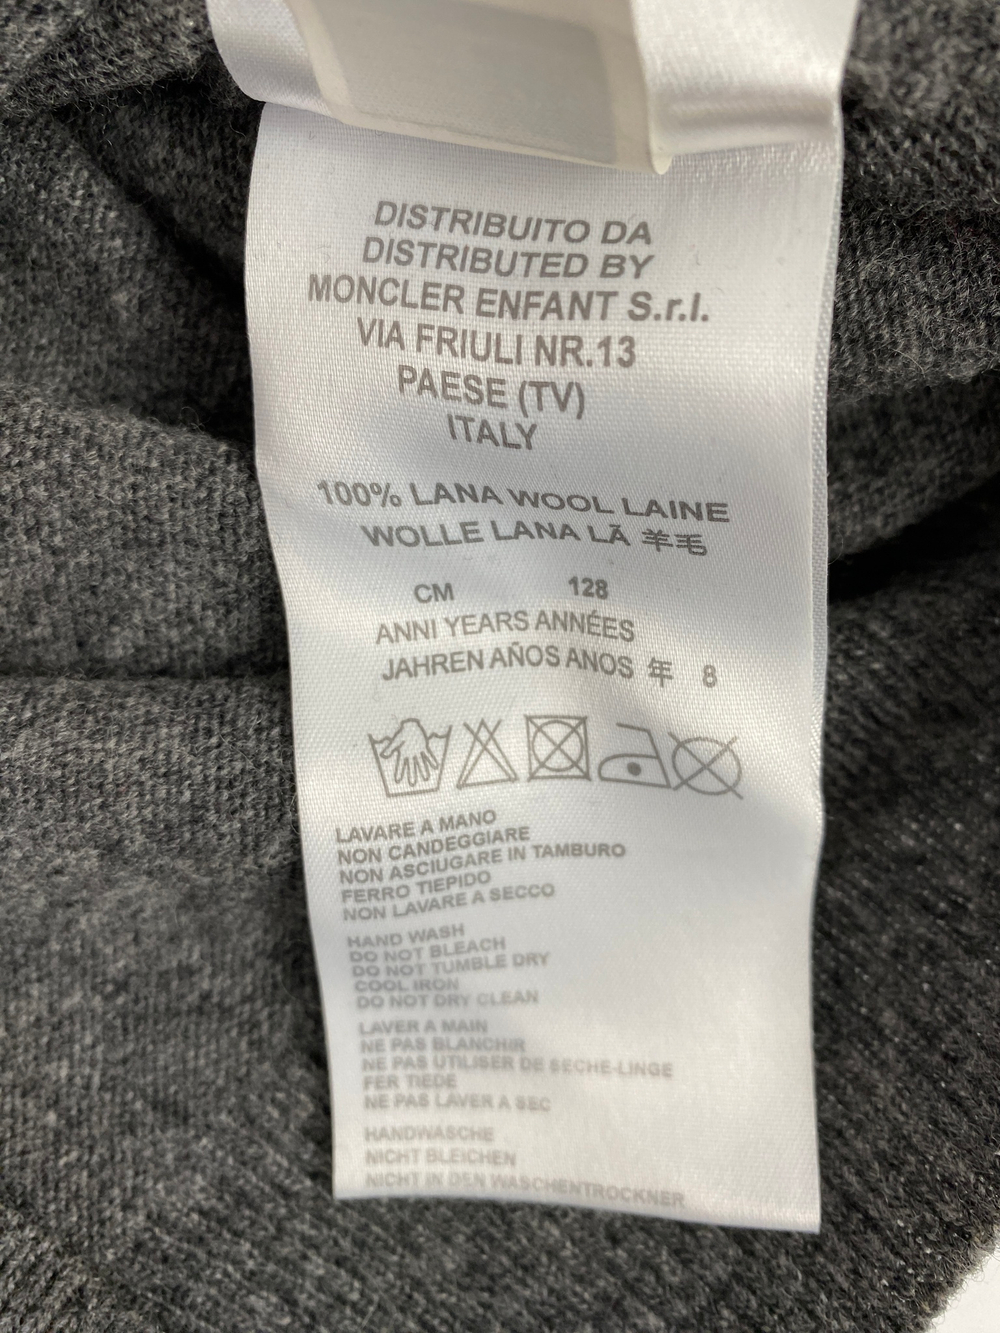 DISTRIBUITO DA
DISTRIBUTED BY
MONCLER ENFANT S.r.l.
VIA FRIULI NR.13
PAESE (TV)
ITALY
100% LANA WOOL LAINE
WOLLE LANA LÃ 羊毛
CM 128
ANNI YEARS ANNÉES
JAHREN AÑOS ANOS 年 8
LAVARE A MANO
NON CANDEGGIARE
NON ASCIUGARE IN TAMBURO
FERRO TIEPIDO
NON LAVARE A SECCO
HAND WASH
DO NOT BLEACH
DO NOT TUMBLE DRY
COOL IRON
DO NOT DRY CLEAN
LAVER A MAIN
NE PAS BLANCHIR
NE PAS UTILISER DE SECHE-LINGE
FER TIEDE
NE PAS LAVER A SEC
HANDWASCHE
NICHT BLEICHEN
NICHT IN DEN WASCHENTROCKNER